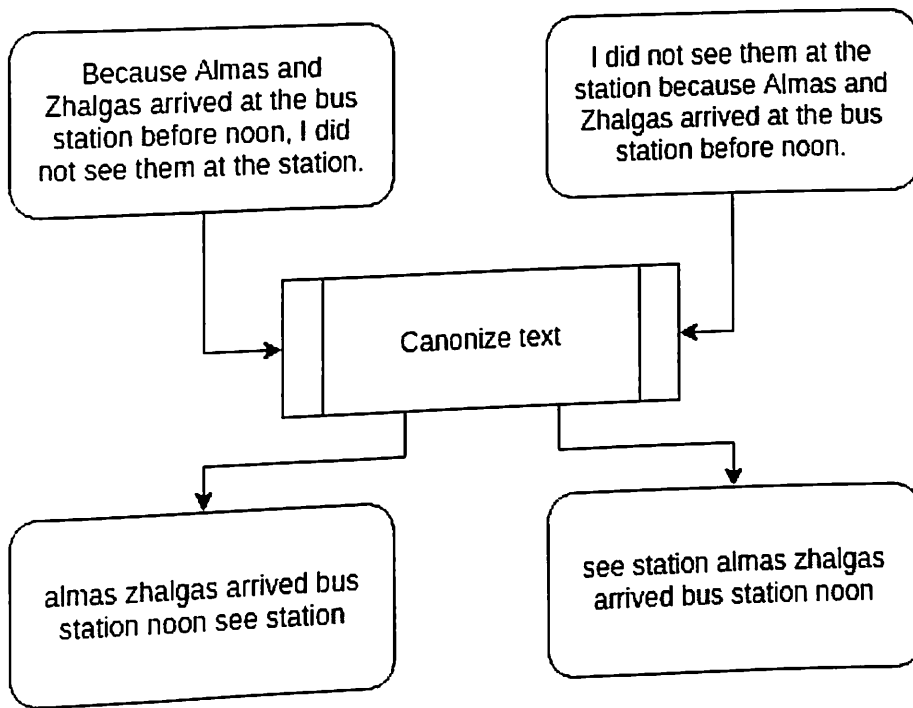 Because Almas and
Zhalgas arrived at the bus
station before noon, I did
not see them at the station.
I did not see them at the
station because Almas and
Zhalgas arrived at the bus
station before noon.
Canonize text
almas zhalgas arrived bus
station noon see station
see station almas zhalgas
arrived bus station noon